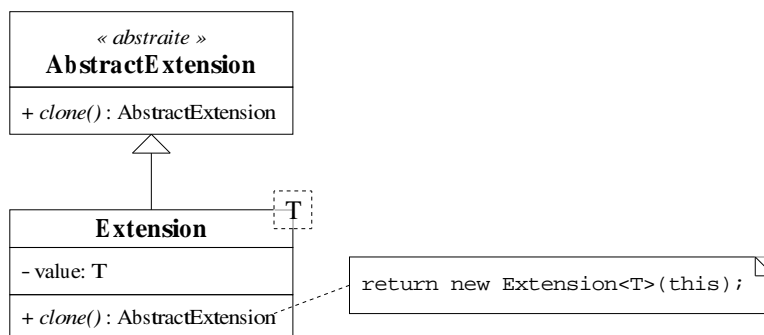 « abstraite »
AbstractExtension
+ clone() : AbstractExtension
T
Extension
- value: T
+ clone() : AbstractExtension
return new Extension<T>(this);